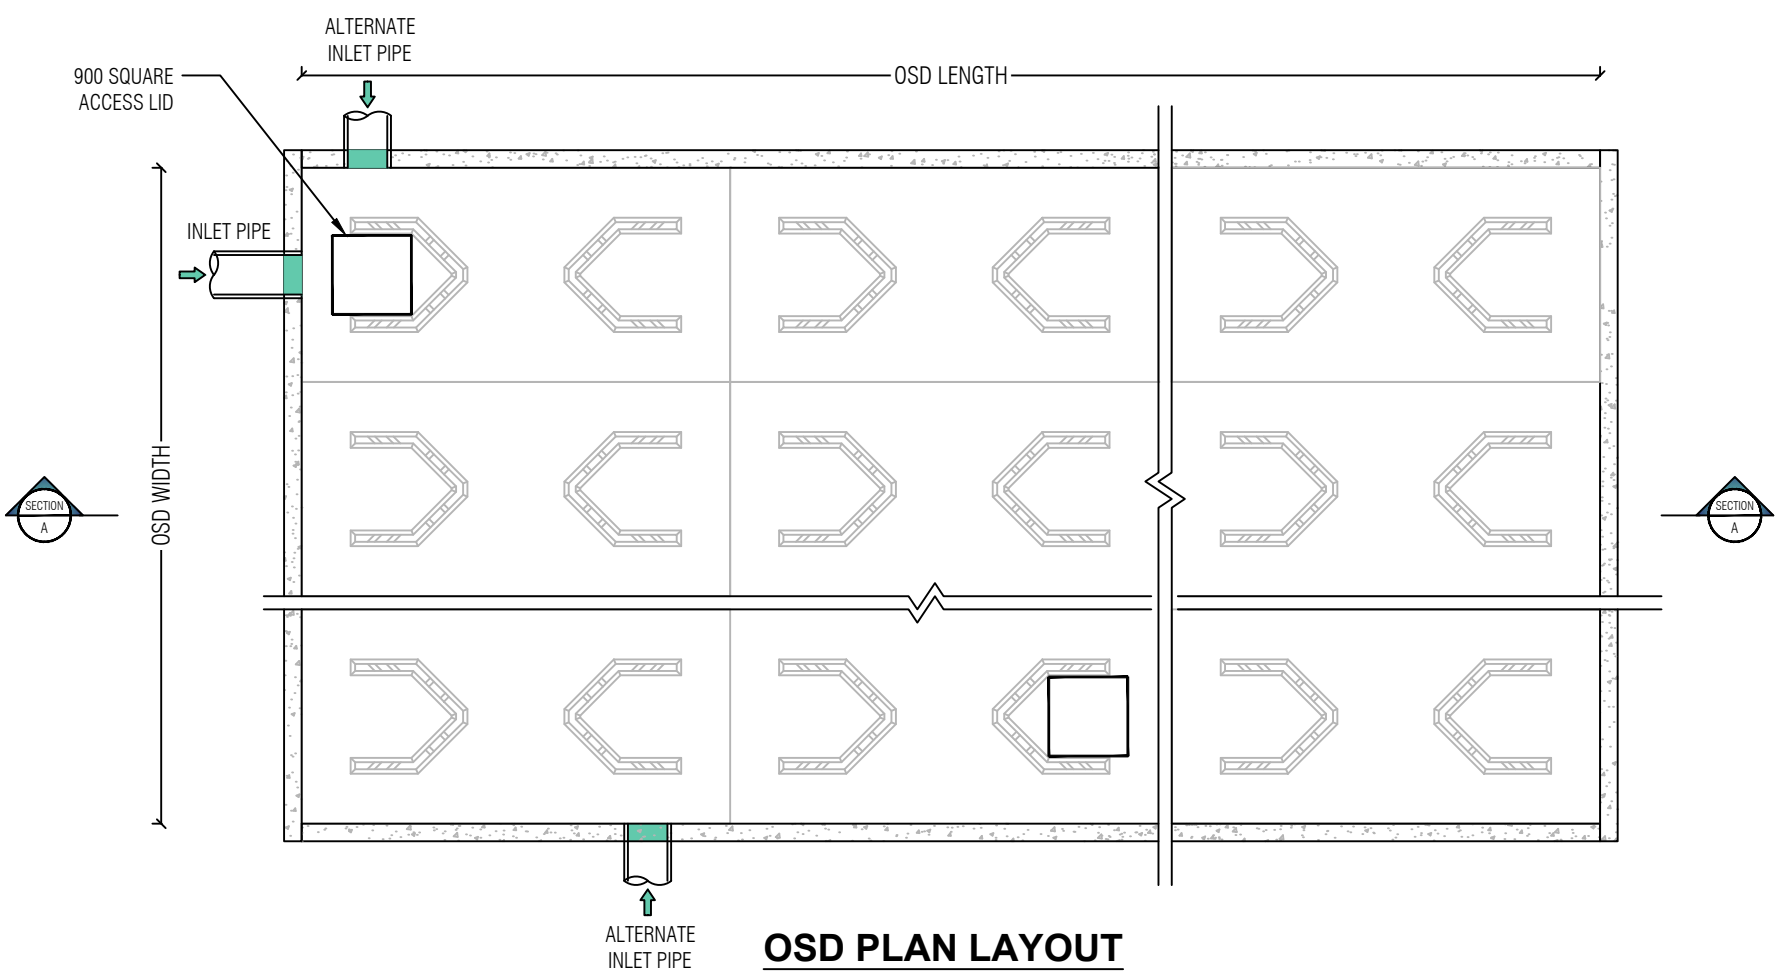 ALTERNATE
INLET PIPE
900 SQUARE
ACCESS LID
OSD LENGTH
INLET PIPE
OSD WIDTH
SECTION
A
SECTION
A
ALTERNATE
INLET PIPE
OSD PLAN LAYOUT